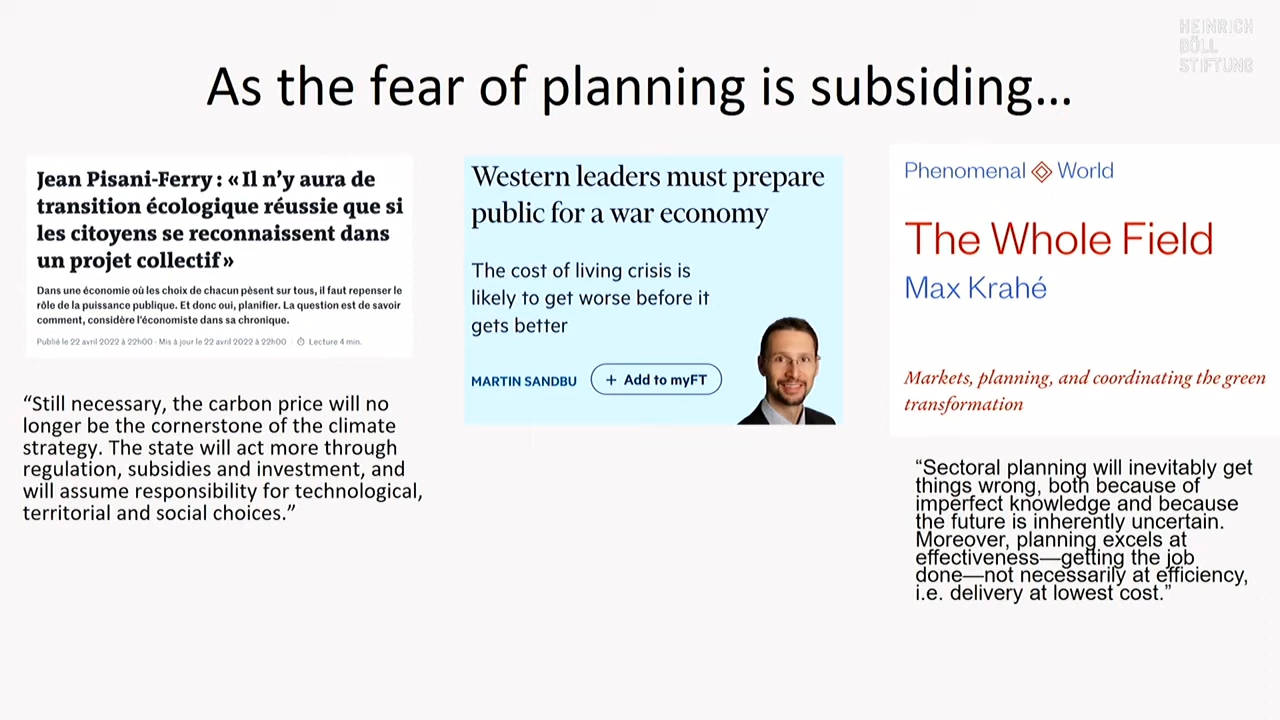 HEINRICH
BÖLL
STIFTUNG
As the fear of planning is subsiding...
Jean Pisani-Ferry : « Il n’y aura de
transition écologique réussie que si
les citoyens se reconnaissent dans
un projet collectif »
Dans une économie où les choix de chacun pèsent sur tous, il faut repenser le
rôle de la puissance publique. Et donc oui, planifier. La question est de savoir
comment, considère l’économiste dans sa chronique.
Publié le 22 avril 2022 à 22h00 · Mis à jour le 22 avril 2022 à 22h00 · Lecture 4 min.
“Still necessary, the carbon price will no
longer be the cornerstone of the climate
strategy. The state will act more through
regulation, subsidies and investment, and
will assume responsibility for technological,
territorial and social choices.”
Western leaders must prepare
public for a war economy
The cost of living crisis is
likely to get worse before it
gets better
MARTIN SANDBU
+ Add to myFT
Phenomenal World
The Whole Field
Max Krahé
Markets, planning, and coordinating the green
transformation
“Sectoral planning will inevitably get
things wrong, both because of
imperfect knowledge and because
the future is inherently uncertain.
Moreover, planning excels at
effectiveness—getting the job
done—not necessarily at efficiency,
i.e. delivery at lowest cost.”